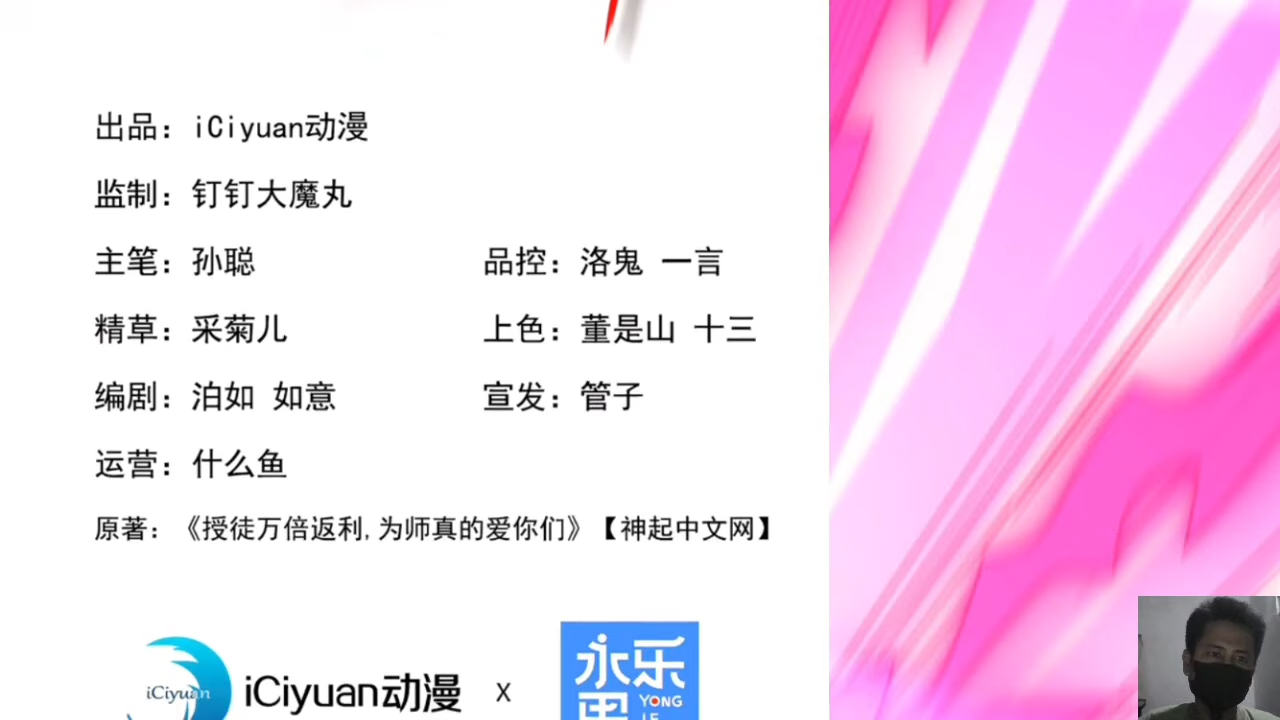 出品：iCiyuan动漫
监制：钉钉大魔丸
主笔：孙聪 品控：洛鬼 一言
精草：采菊儿 上色：董是山 十三
编剧：泊如 如意 宣发：管子
运营：什么鱼
原著：《授徒万倍返利,为师真的爱你们》【神起中文网】
iCiyuan iCiyuan动漫 X 永乐
YONG